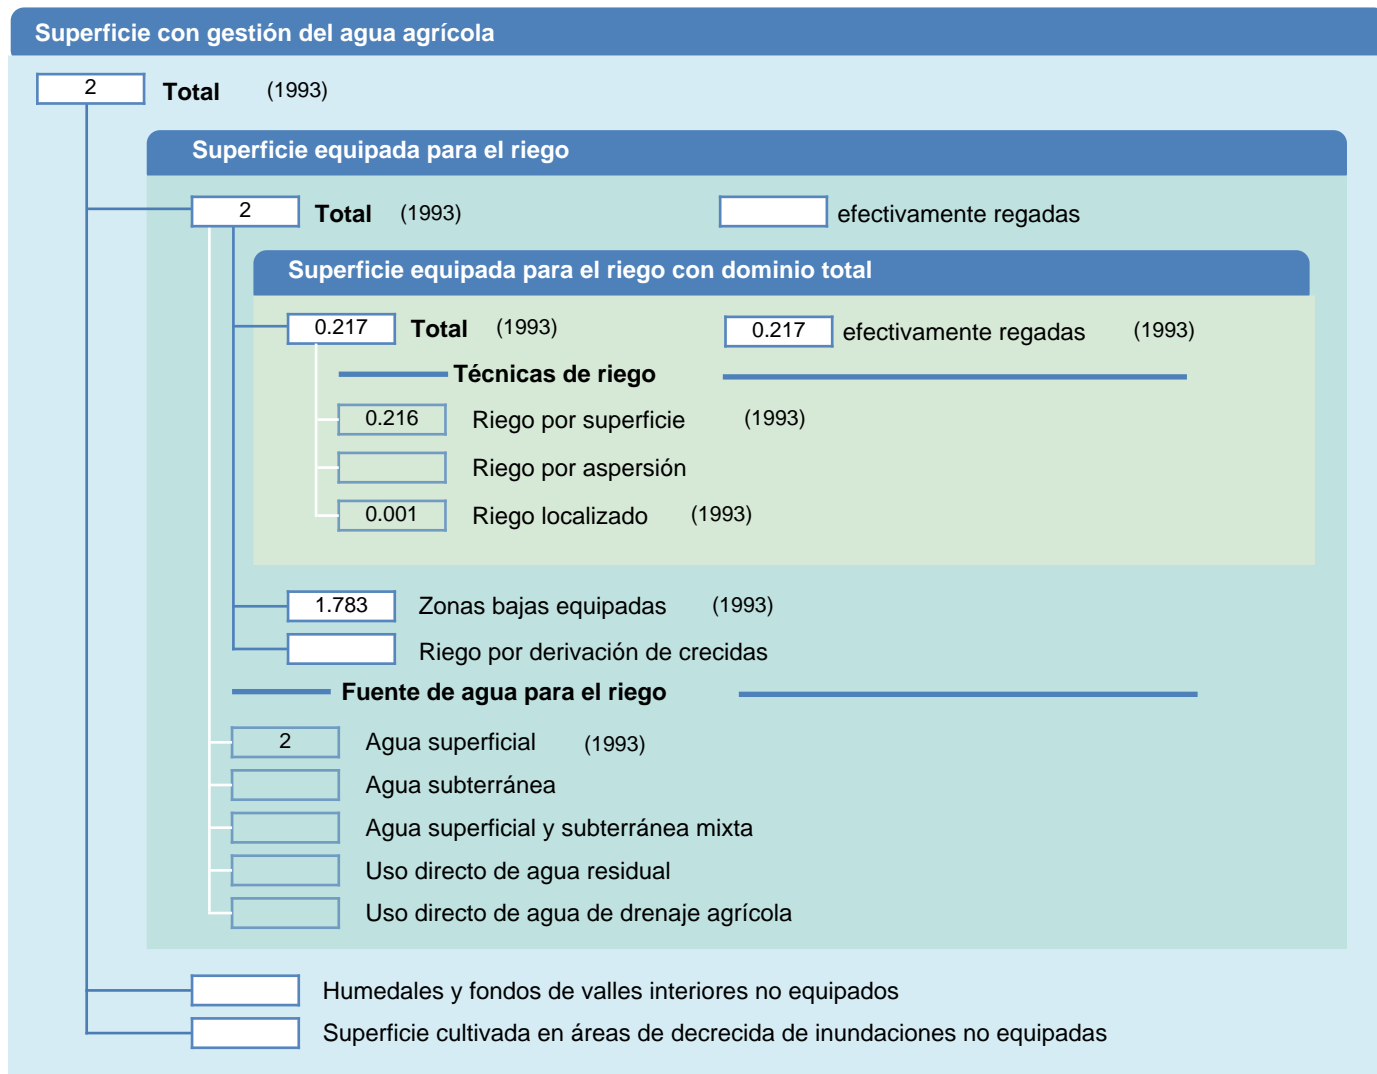 Superficie con gestión del agua agrícola
2 Total (1993)
Superficie equipada para el riego
2 Total (1993) efectivamente regadas
Superficie equipada para el riego con dominio total
0.217 Total (1993) 0.217 efectivamente regadas (1993)
Técnicas de riego
0.216 Riego por superficie (1993)
Riego por aspersión
0.001 Riego localizado (1993)
1.783 Zonas bajas equipadas (1993)
Riego por derivación de crecidas
Fuente de agua para el riego
2 Agua superficial (1993)
Agua subterránea
Agua superficial y subterránea mixta
Uso directo de agua residual
Uso directo de agua de drenaje agrícola
Humedales y fondos de valles interiores no equipados
Superficie cultivada en áreas de decrecida de inundaciones no equipadas